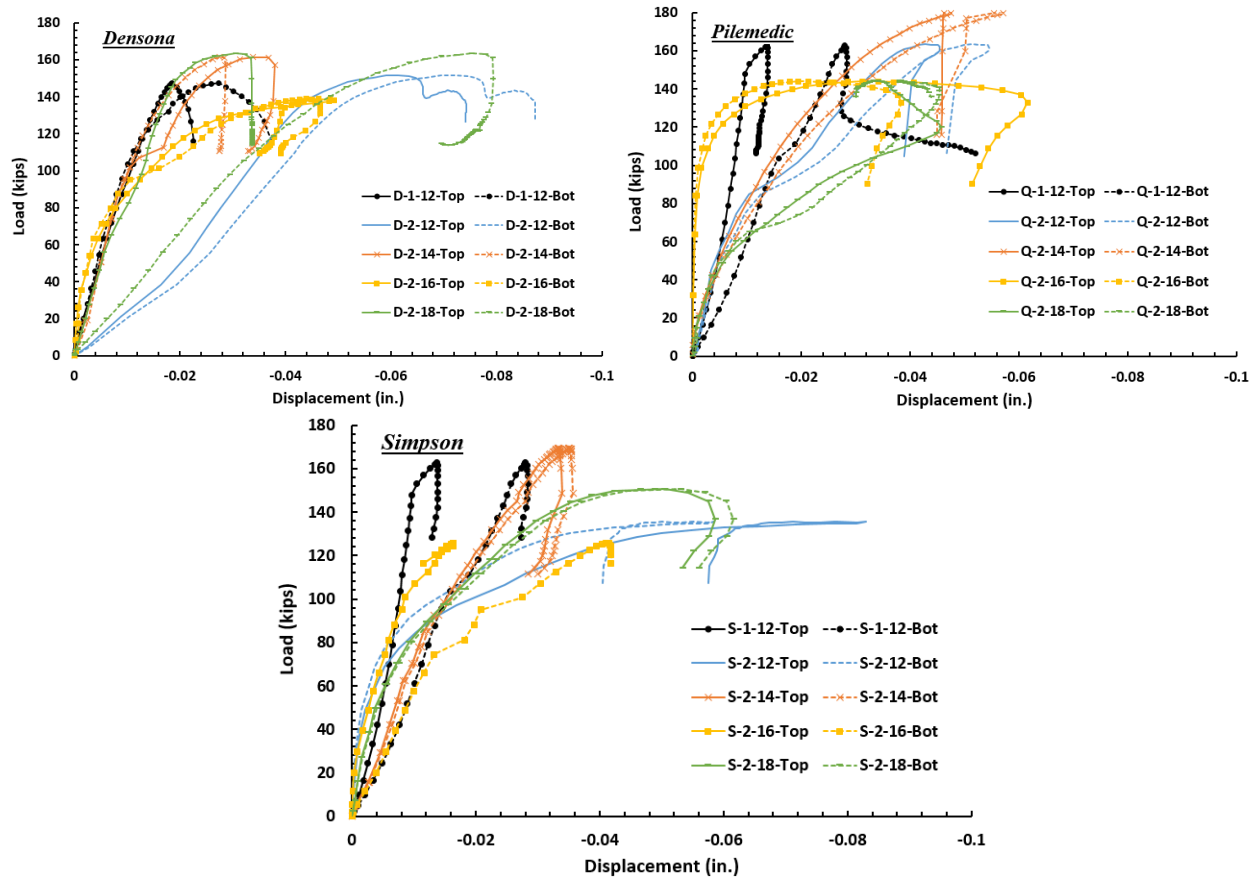 Densona
Load (kips)
180
160
140
120
100
80
60
40
20
0
D-1-12-Top D-1-12-Bot
D-2-12-Top D-2-12-Bot
D-2-14-Top D-2-14-Bot
D-2-16-Top D-2-16-Bot
D-2-18-Top D-2-18-Bot
0 -0.02 -0.04 -0.06 -0.08 -0.1
Displacement (in.)
Pilemedic
Load (kips)
180
160
140
120
100
80
60
40
20
0
Q-1-12-Top Q-1-12-Bot
Q-2-12-Top Q-2-12-Bot
Q-2-14-Top Q-2-14-Bot
Q-2-16-Top Q-2-16-Bot
Q-2-18-Top Q-2-18-Bot
0 -0.02 -0.04 -0.06 -0.08 -0.1
Displacement (in.)
Simpson
Load (kips)
180
160
140
120
100
80
60
40
20
0
S-1-12-Top S-1-12-Bot
S-2-12-Top S-2-12-Bot
S-2-14-Top S-2-14-Bot
S-2-16-Top S-2-16-Bot
S-2-18-Top S-2-18-Bot
0 -0.02 -0.04 -0.06 -0.08 -0.1
Displacement (in.)